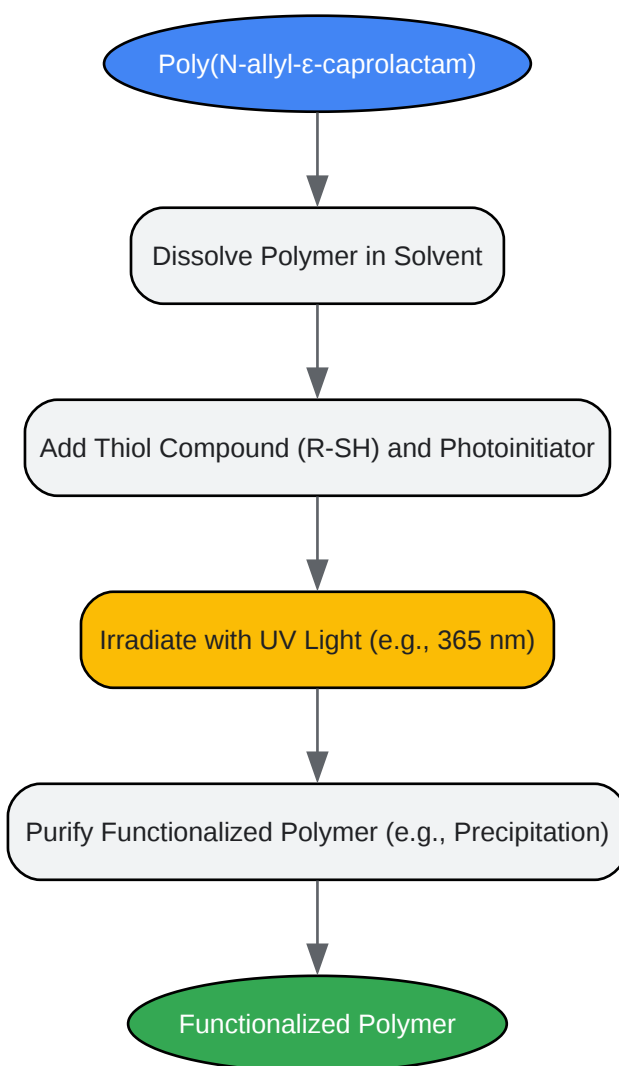 Poly(N-allyl-ε-caprolactam)
Dissolve Polymer in Solvent
Add Thiol Compound (R-SH) and Photoinitiator
Irradiate with UV Light (e.g., 365 nm)
Purify Functionalized Polymer (e.g., Precipitation)
Functionalized Polymer